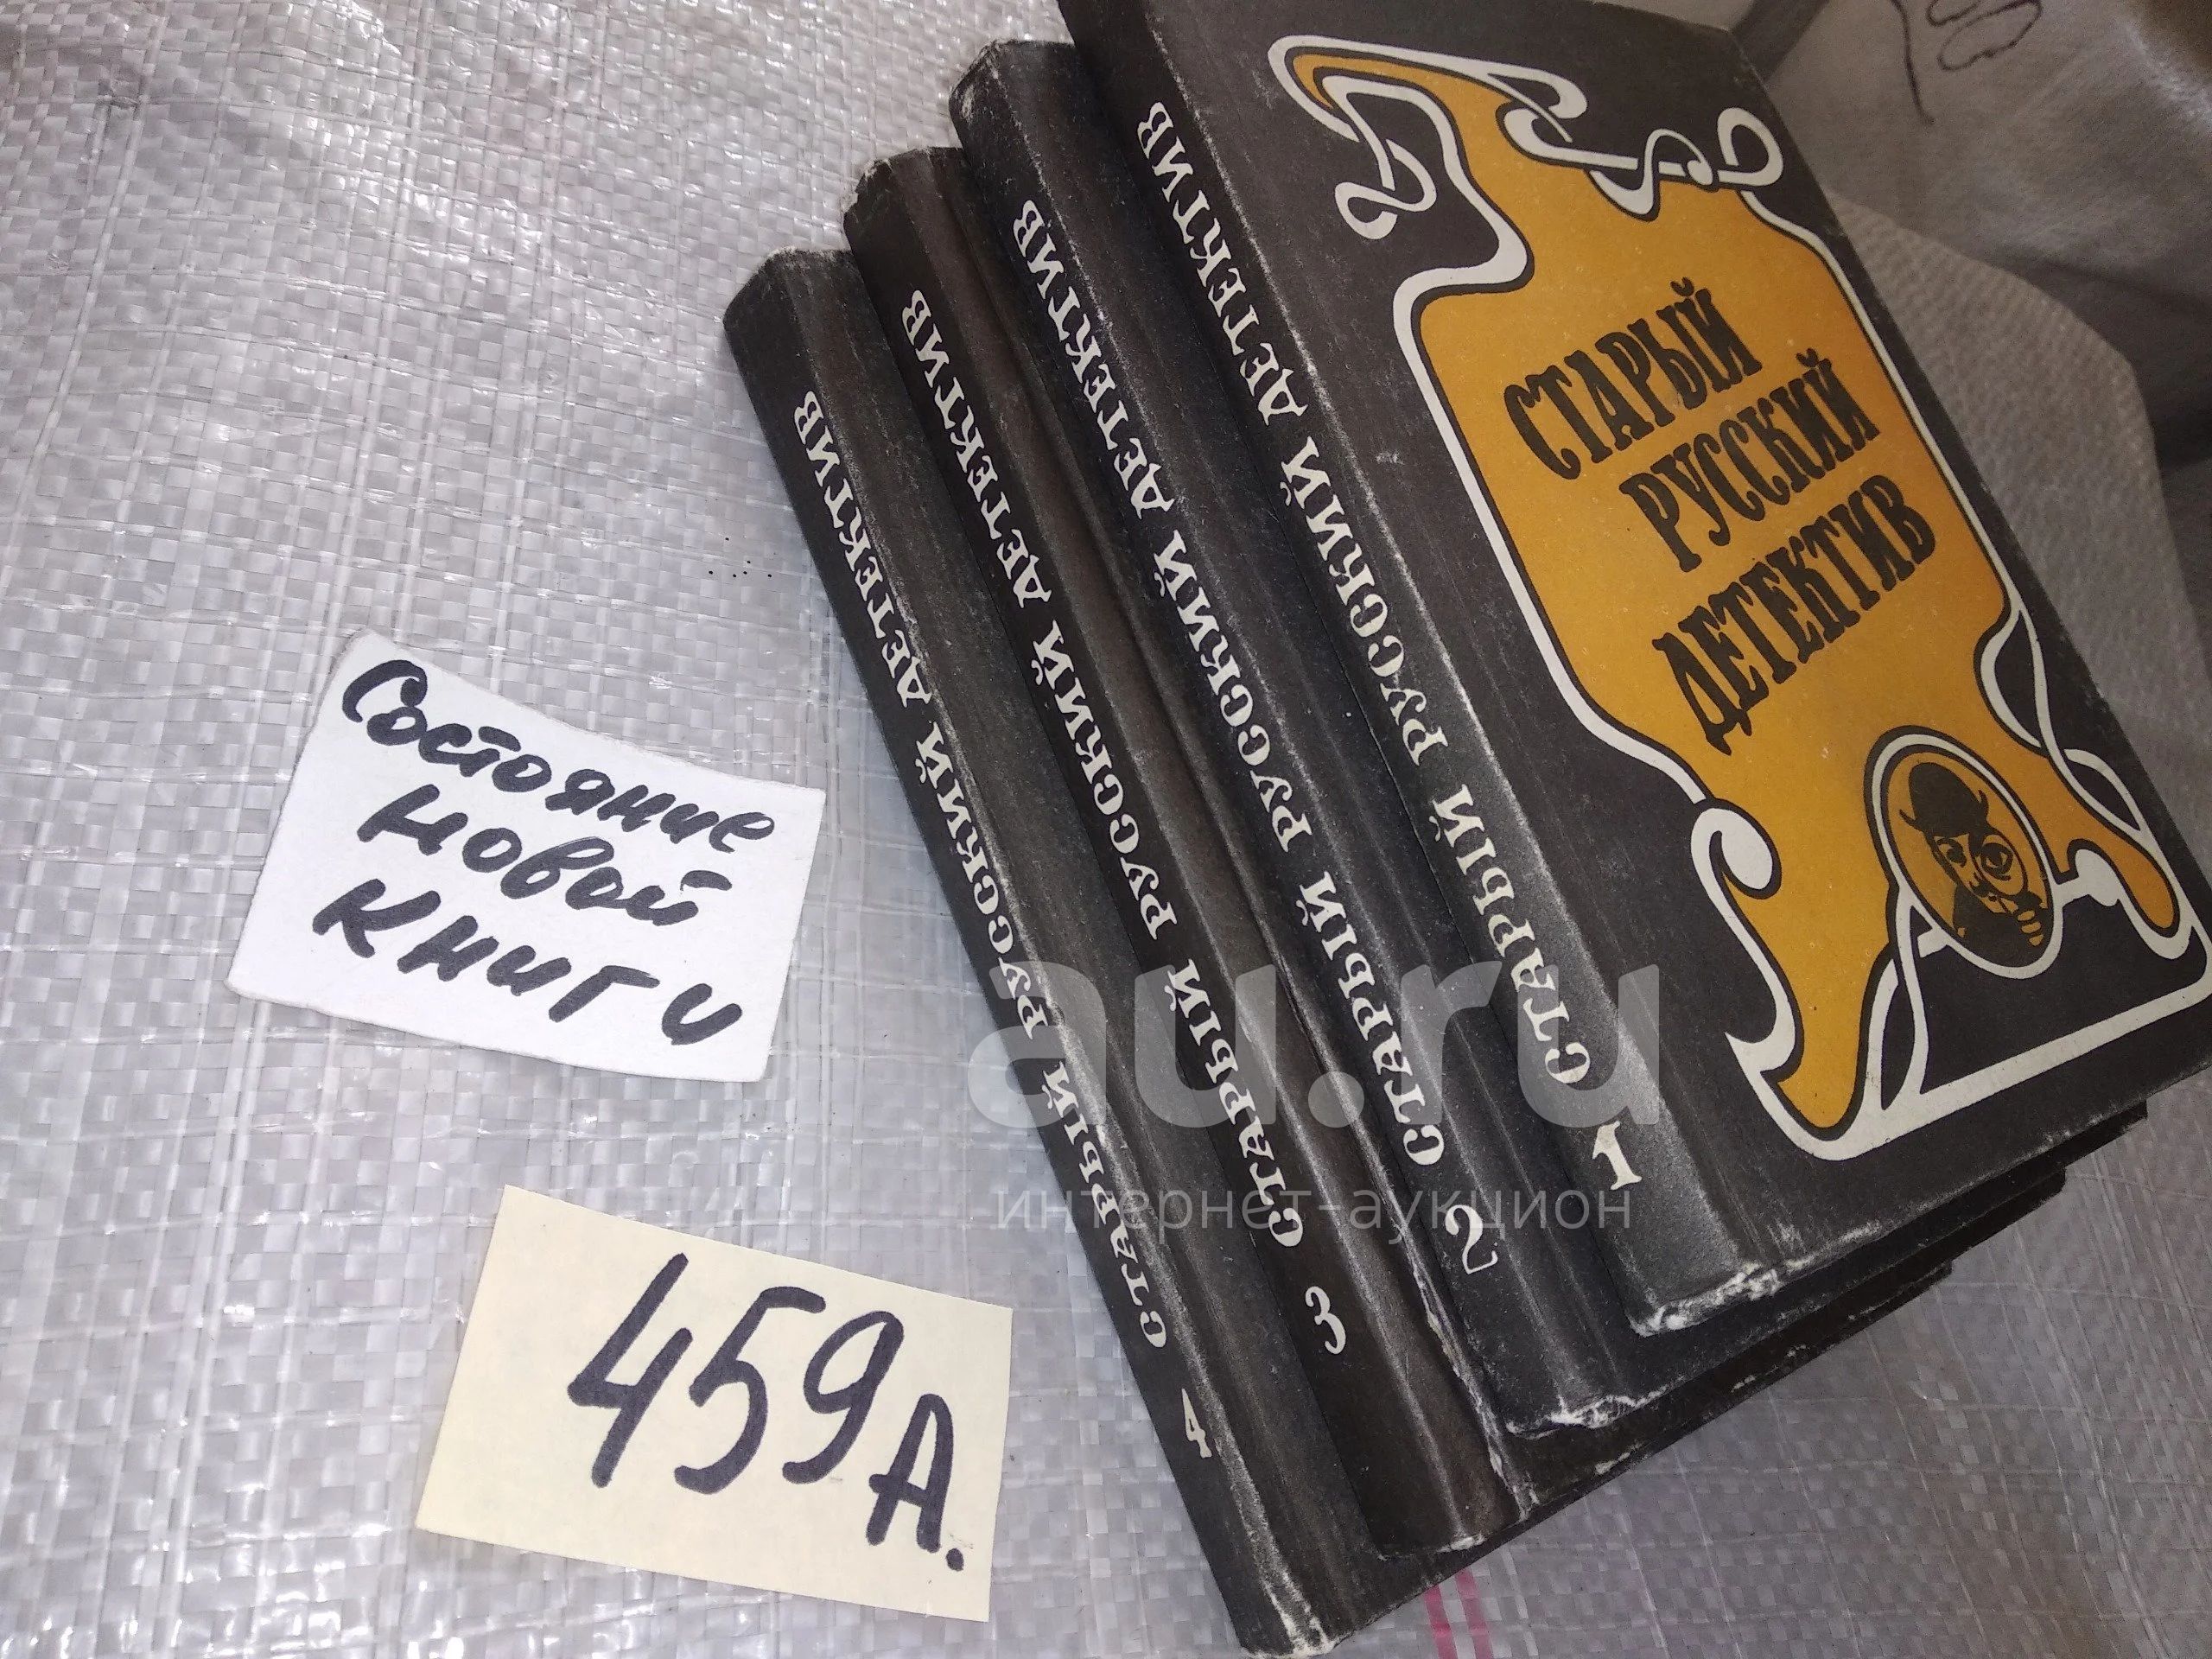 СТАРЫЙ
РУССКИЙ
ДЕТЕКТИВ
1 СТАРЫЙ РУССКИЙ ДЕТЕКТИВ
2 СТАРЫЙ РУССКИЙ ДЕТЕКТИВ
3 СТАРЫЙ РУССКИЙ ДЕТЕКТИВ
4 СТАРЫЙ РУССКИЙ ДЕТЕКТИВ
Состояние
новой
книги
459А.
au.ru
интернет-аукцион